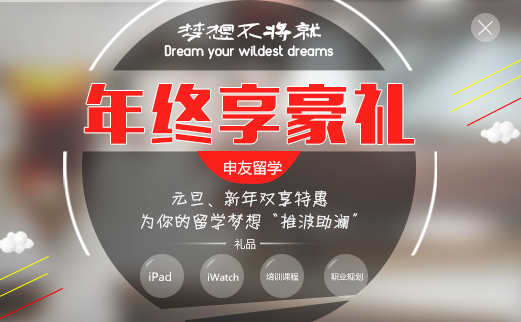 梦想不将就
Dream your wildest dreams
年终享豪礼
申友留学
元旦、新年双享特惠
为你的留学梦想“推波助澜”
礼品
iPad iWatch 培训课程 职业规划